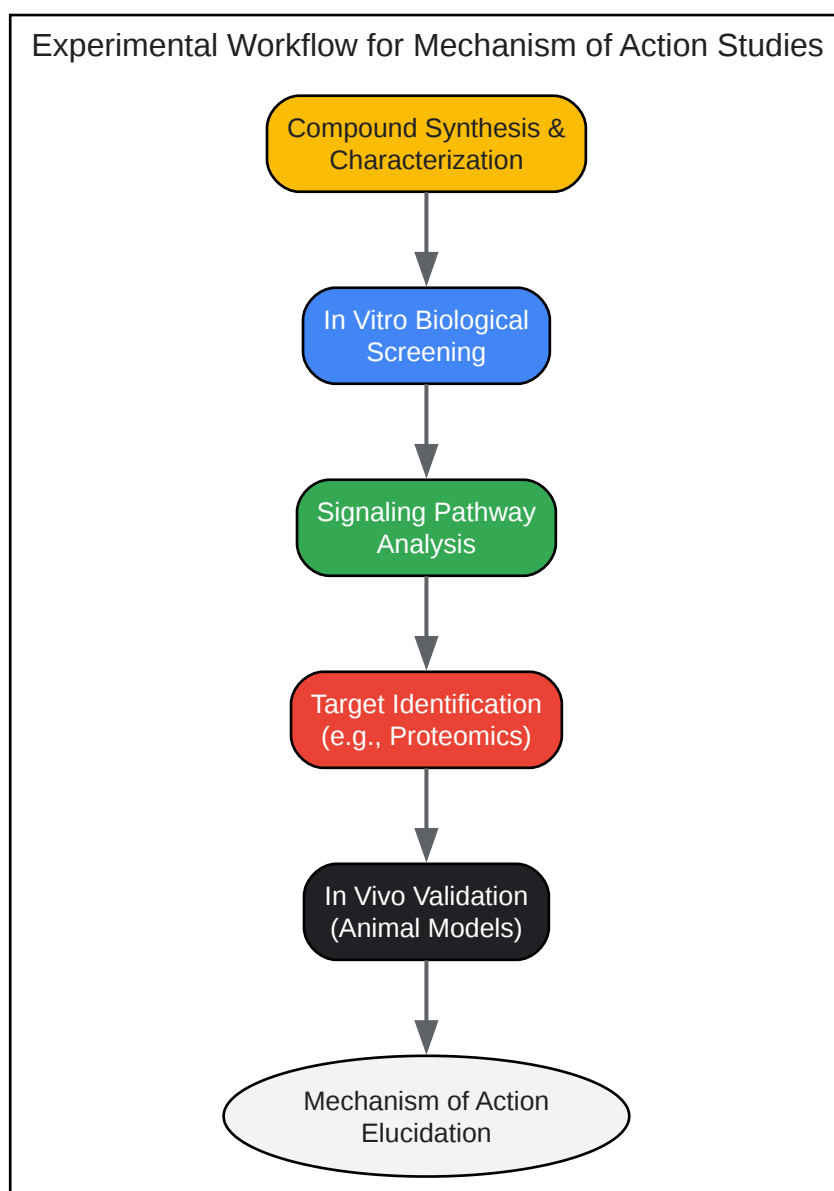 Experimental Workflow for Mechanism of Action Studies
Compound Synthesis &
Characterization
In Vitro Biological
Screening
Signaling Pathway
Analysis
Target Identification
(e.g., Proteomics)
In Vivo Validation
(Animal Models)
Mechanism of Action
Elucidation